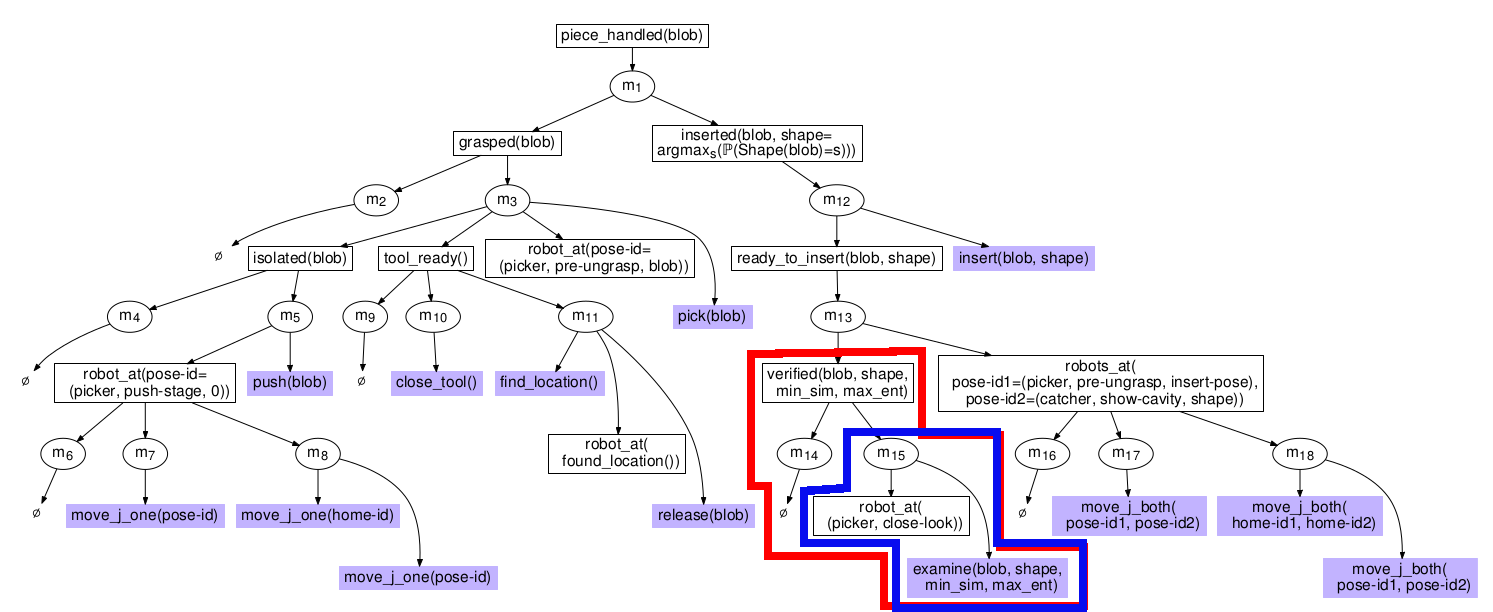 piece_handled(blob)
m1
grasped(blob)
inserted(blob, shape=
argmaxs(ℙ(Shape(blob)=s)))
m2
m3
m12
∅
isolated(blob)
tool_ready()
robot_at(pose-id=
(picker, pre-ungrasp, blob))
ready_to_insert(blob, shape)
insert(blob, shape)
m4
m5
m9
m10
m11
pick(blob)
m13
∅
robot_at(pose-id=
(picker, push-stage, 0))
push(blob)
∅
close_tool()
find_location()
verified(blob, shape,
min_sim, max_ent)
robots_at(
pose-id1=(picker, pre-ungrasp, insert-pose),
pose-id2=(catcher, show-cavity, shape))
m6
m7
m8
robot_at(
found_location())
m14
m15
m16
m17
m18
∅
move_j_one(pose-id)
move_j_one(home-id)
release(blob)
∅
robot_at(
(picker, close-look))
∅
move_j_both(
pose-id1, pose-id2)
move_j_both(
home-id1, home-id2)
move_j_one(pose-id)
examine(blob, shape,
min_sim, max_ent)
move_j_both(
pose-id1, pose-id2)